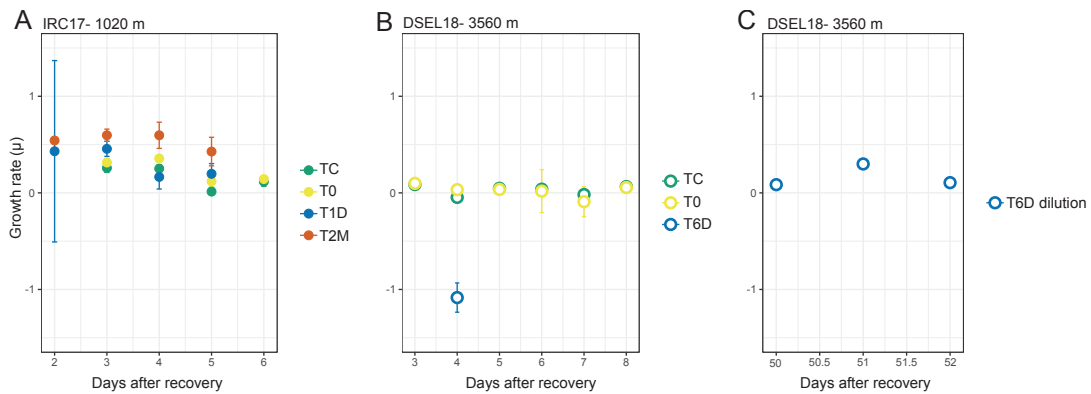 A IRC17- 1020 m
Growth rate (μ)
1
0
-1
2 3 4 5 6
Days after recovery
TC
T0
T1D
T2M
B DSEL18- 3560 m
1
0
-1
3 4 5 6 7 8
Days after recovery
TC
T0
T6D
C DSEL18- 3560 m
1
0
-1
50 50.5 51 51.5 52
Days after recovery
T6D dilution